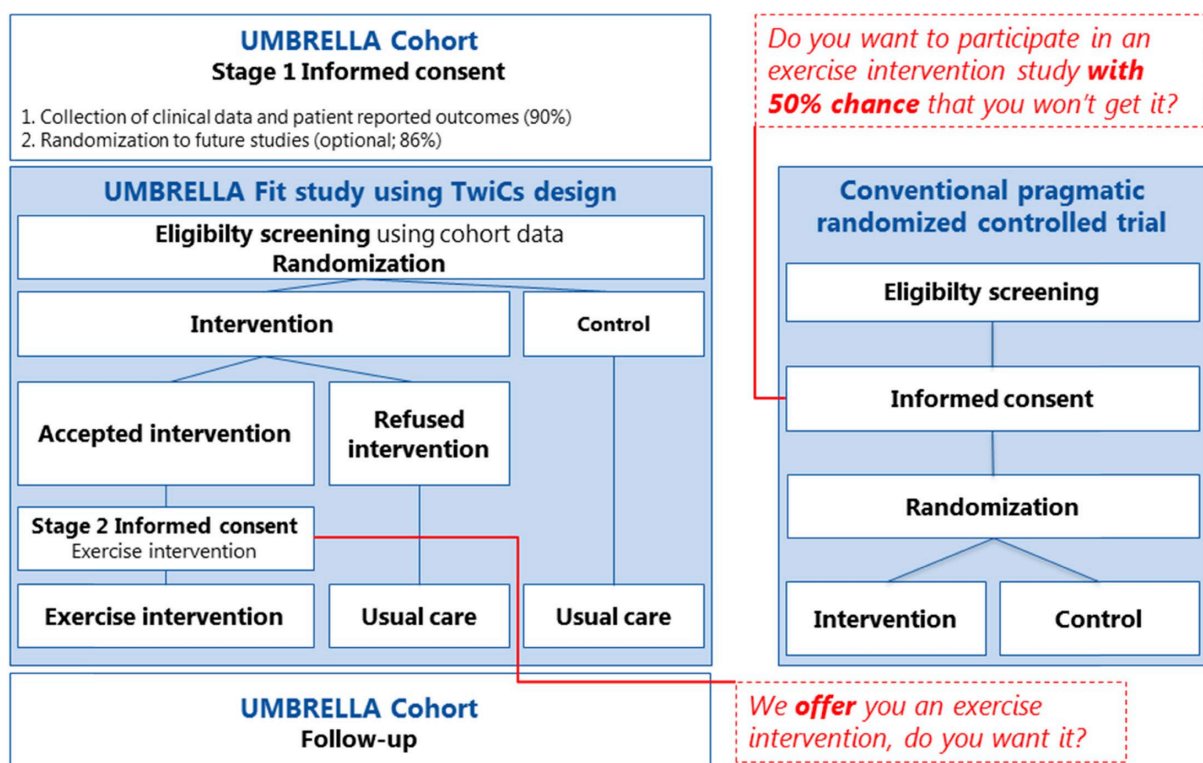 UMBRELLA Cohort
Stage 1 Informed consent
1. Collection of clinical data and patient reported outcomes (90%)
2. Randomization to future studies (optional; 86%)
UMBRELLA Fit study using TwiCs design
Eligibilty screening using cohort data
Randomization
Intervention
Control
Accepted intervention
Refused
intervention
Stage 2 Informed consent
Exercise intervention
Exercise intervention
Usual care
Usual care
UMBRELLA Cohort
Follow-up
Do you want to participate in an
exercise intervention study with
50% chance that you won't get it?
Conventional pragmatic
randomized controlled trial
Eligibilty screening
Informed consent
Randomization
Intervention
Control
We offer you an exercise
intervention, do you want it?